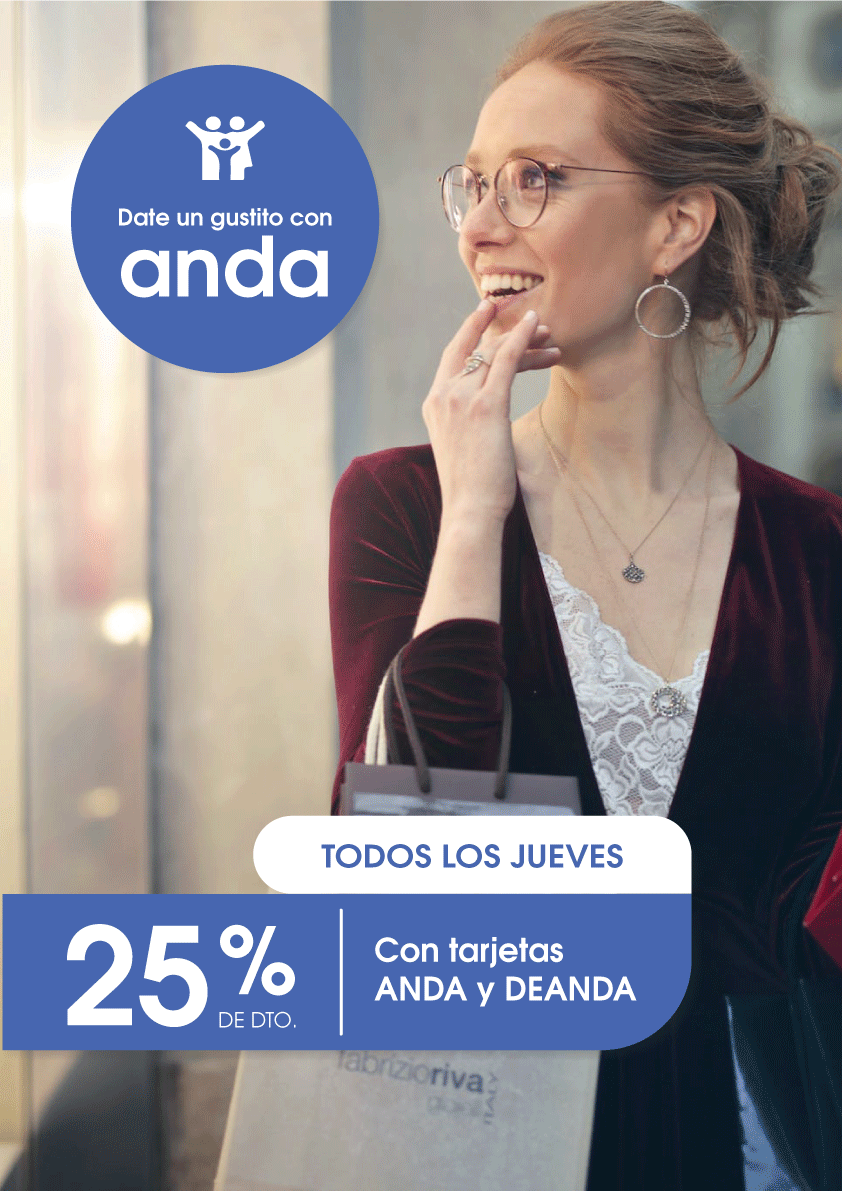 Date un gustito con
anda
TODOS LOS JUEVES
25%
DE DTO.
Con tarjetas
ANDA y DEANDA
fabrizioriva